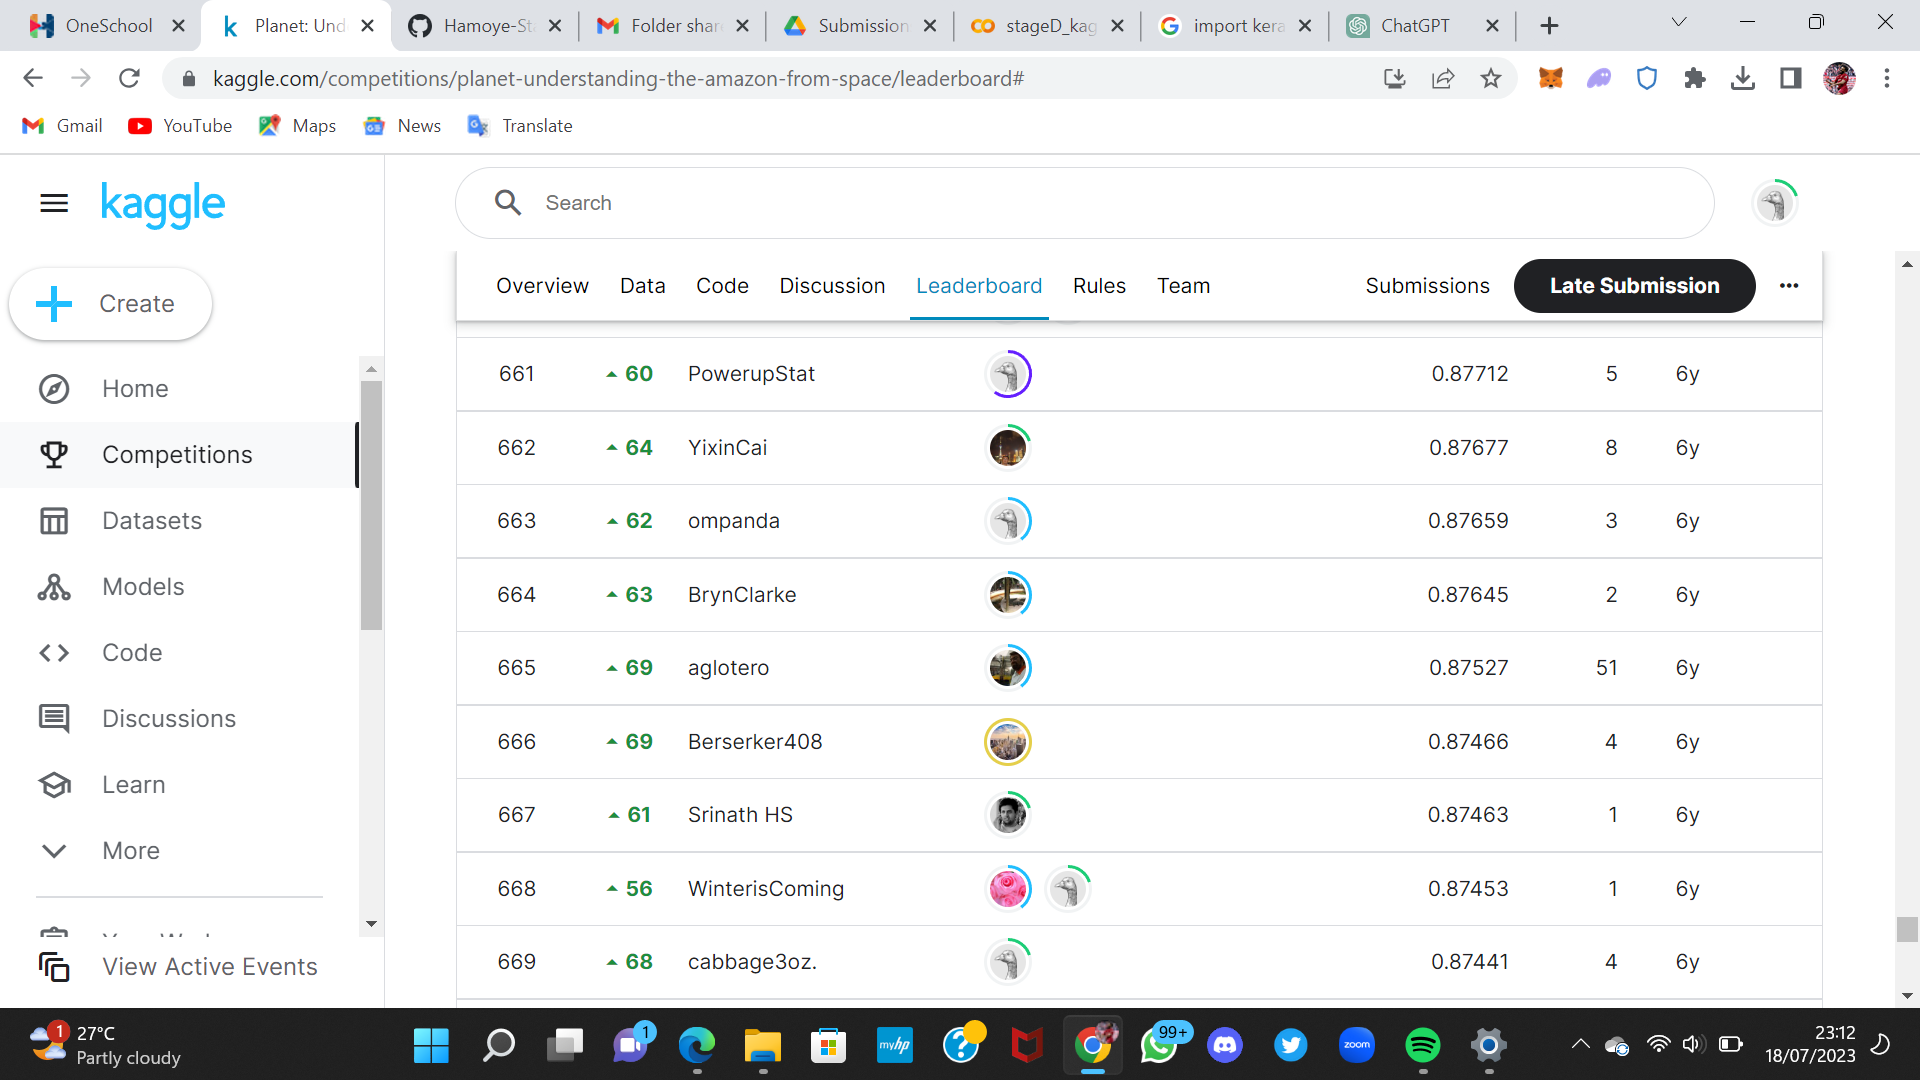 OneSchool
Planet: Und
Hamoye-St
Folder shar
Submission
stageD_kag
import kera
ChatGPT
kaggle.com/competitions/planet-understanding-the-amazon-from-space/leaderboard#
Gmail
YouTube
Maps
News
Translate
kaggle
Search
Create
Home
Competitions
Datasets
Models
Code
Discussions
Learn
More
View Active Events
Overview
Data
Code
Discussion
Leaderboard
Rules
Team
Submissions
Late Submission
661 60 PowerupStat 0.87712 5 6y
662 64 YixinCai 0.87677 8 6y
663 62 ompanda 0.87659 3 6y
664 63 BrynClarke 0.87645 2 6y
665 69 aglotero 0.87527 51 6y
666 69 Berserker408 0.87466 4 6y
667 61 Srinath HS 0.87463 1 6y
668 56 WinterisComing 0.87453 1 6y
669 68 cabbage3oz. 0.87441 4 6y
1
27°C
Partly cloudy
1
myhp
99+
zoom
23:12
18/07/2023